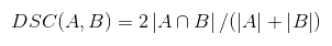 DSC(A, B) = 2 |A ∩ B| / (|A| + |B|)